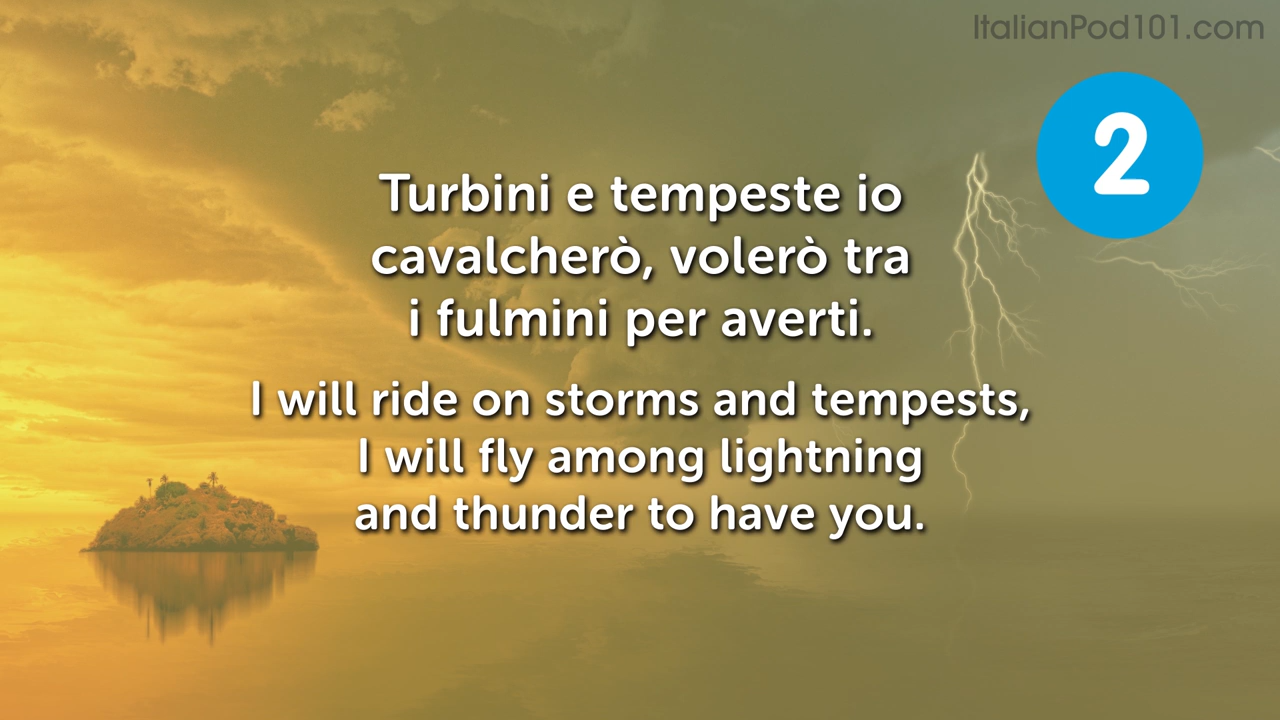 ItalianPod101.com
2
Turbini e tempeste io
cavalcherò, volerò tra
i fulmini per averti.
I will ride on storms and tempests,
I will fly among lightning
and thunder to have you.